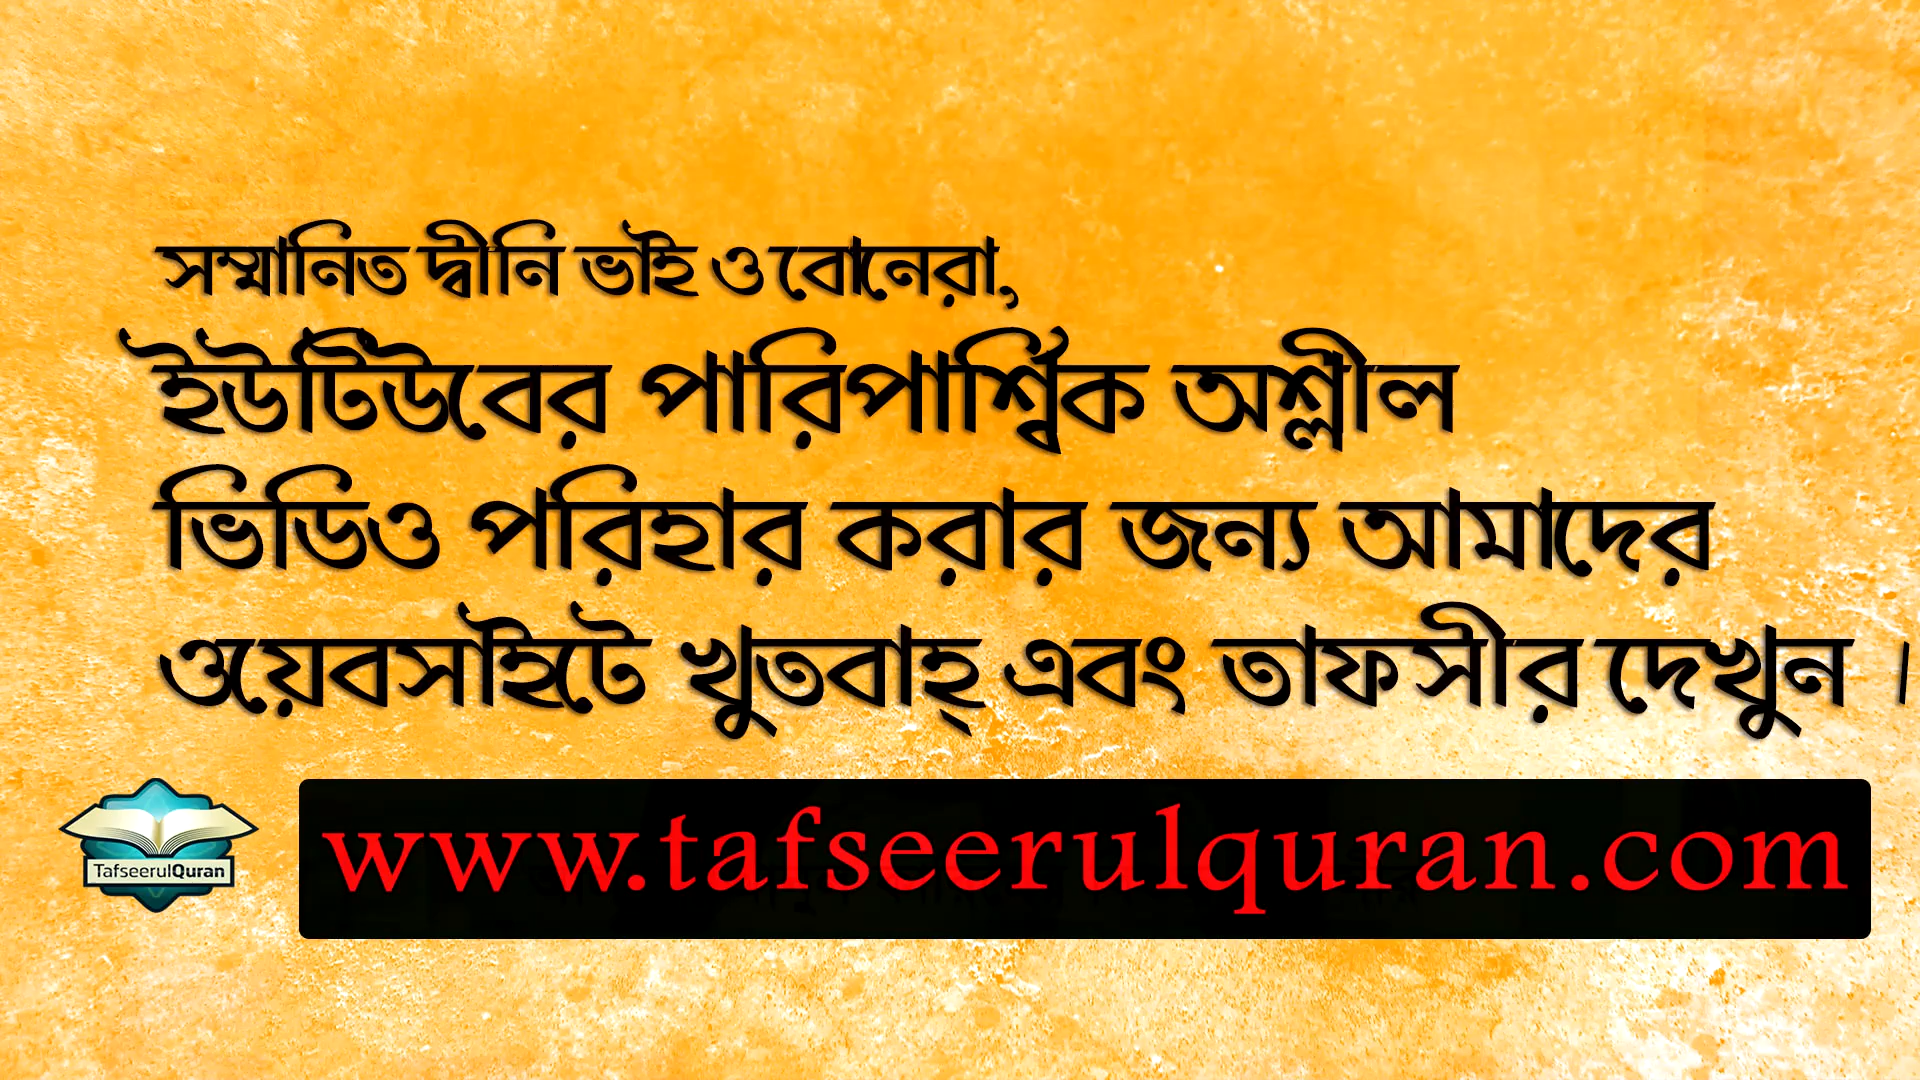 সম্মানিত দ্বীনি ভাই ও বোনেরা,
ইউটিউবের পারিপার্শ্বিক অশ্লীল
ভিডিও পরিহার করার জন্য আমাদের
ওয়েবসাইটে খুতবাহ্ এবং তাফসীর দেখুন ।
TafseerulQuran
www.tafseerulquran.com